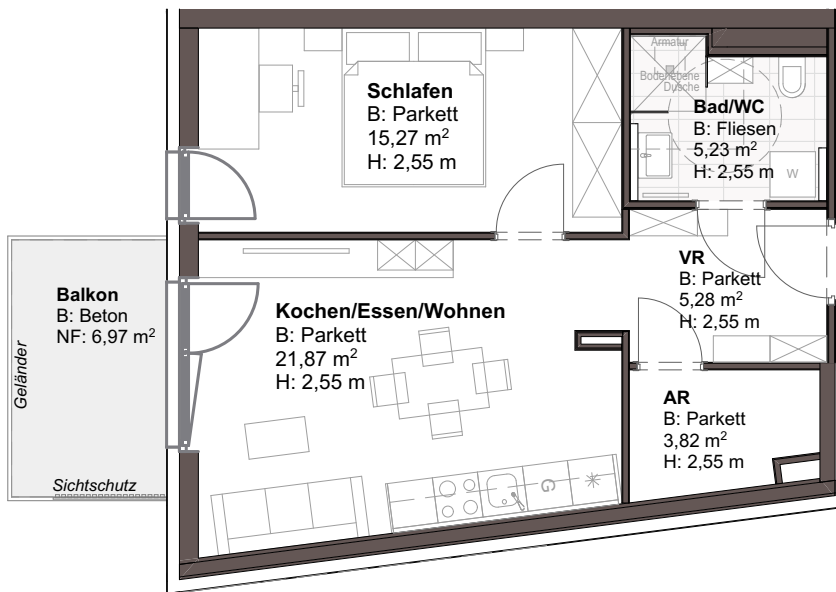 Schlafen
B: Parkett
15,27 m²
H: 2,55 m
Armatur
Bodenebene
Dusche
Bad/WC
B: Fliesen
5,23 m²
H: 2,55 m
W
Balkon
B: Beton
NF: 6,97 m²
Geländer
Sichtschutz
Kochen/Essen/Wohnen
B: Parkett
21,87 m²
H: 2,55 m
G
VR
B: Parkett
5,28 m²
H: 2,55 m
AR
B: Parkett
3,82 m²
H: 2,55 m